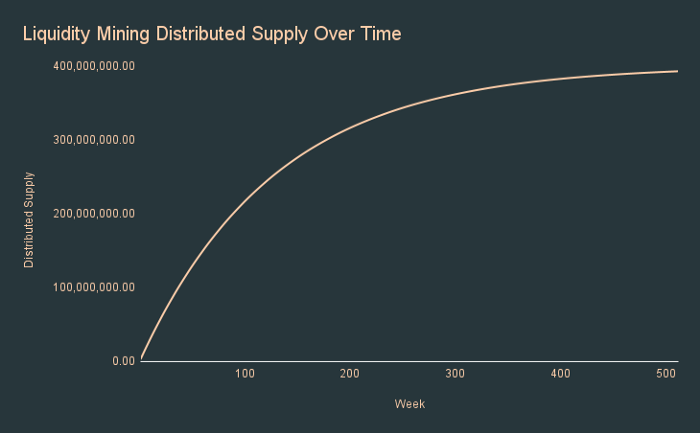 Liquidity Mining Distributed Supply Over Time
400,000,000.00
300,000,000.00
200,000,000.00
100,000,000.00
0.00
Distributed Supply
100 200 300 400 500
Week